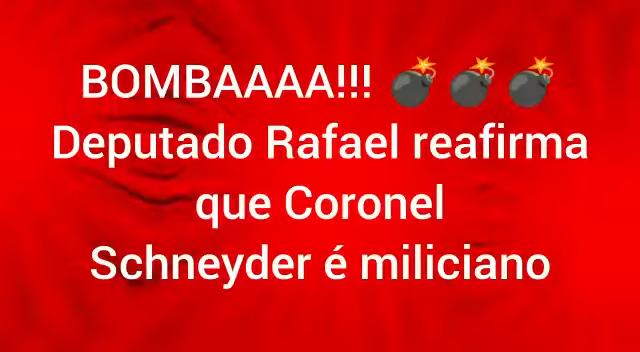 BOMBAAAA!!! 💣 💣 💣
Deputado Rafael reafirma
que Coronel
Schneyder é miliciano